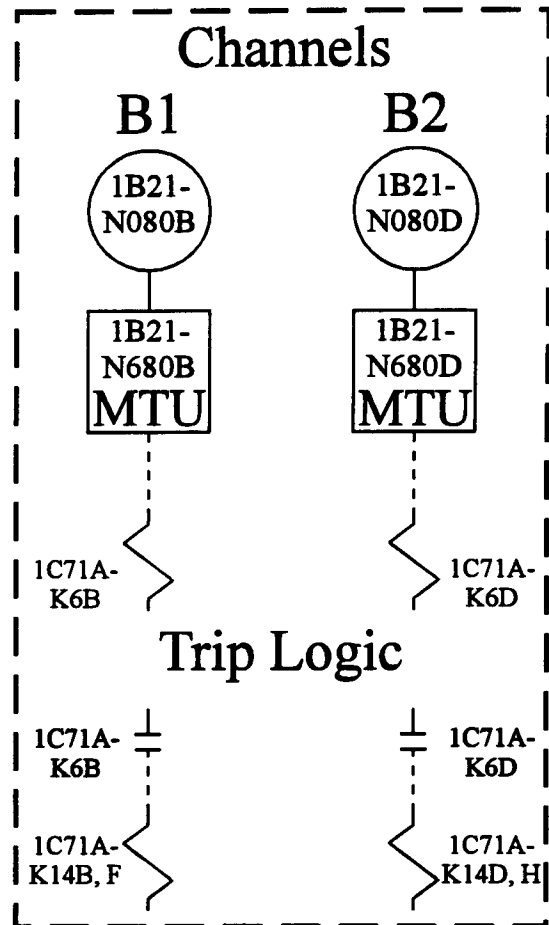 Channels
B1
B2
1B21-
N080B
1B21-
N080D
1B21-
N680B
MTU
1B21-
N680D
MTU
1C71A-
K6B
1C71A-
K6D
Trip Logic
1C71A-
K6B
1C71A-
K6D
1C71A-
K14B, F
1C71A-
K14D, H